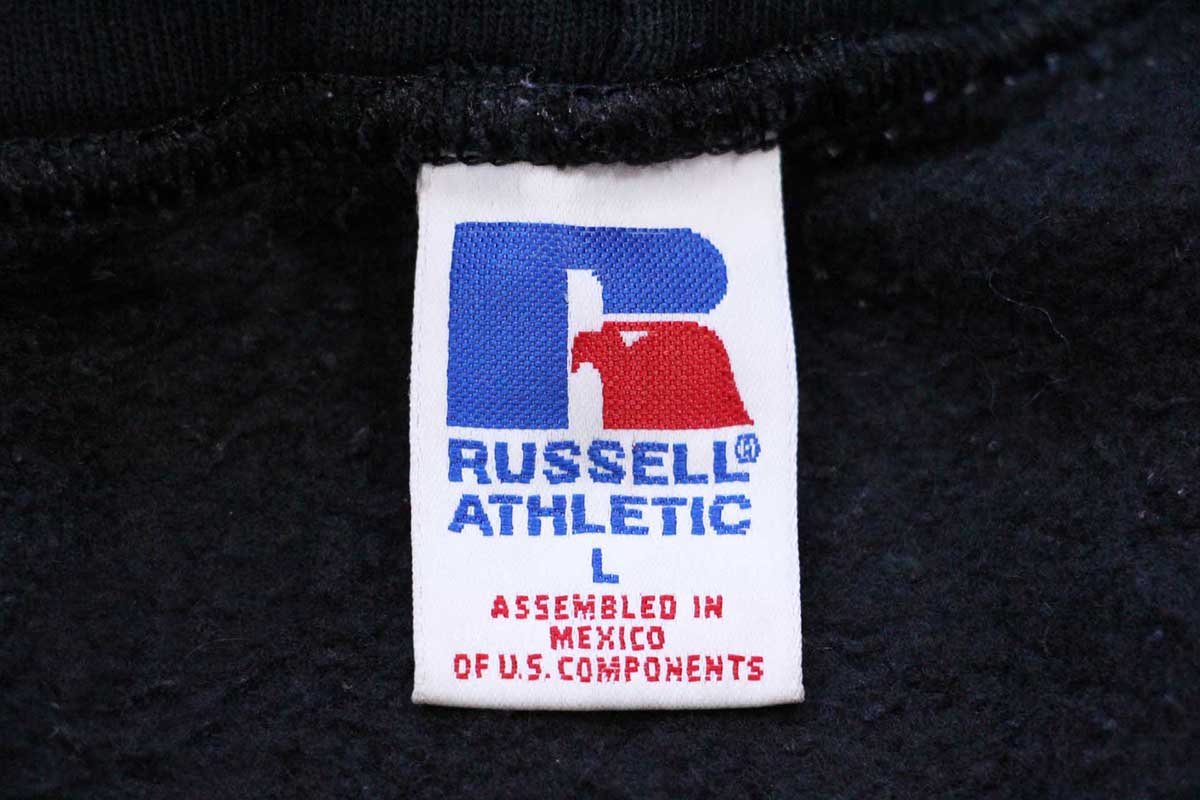 R
RUSSELL®
ATHLETIC
L
ASSEMBLED IN
MEXICO
OF U.S. COMPONENTS